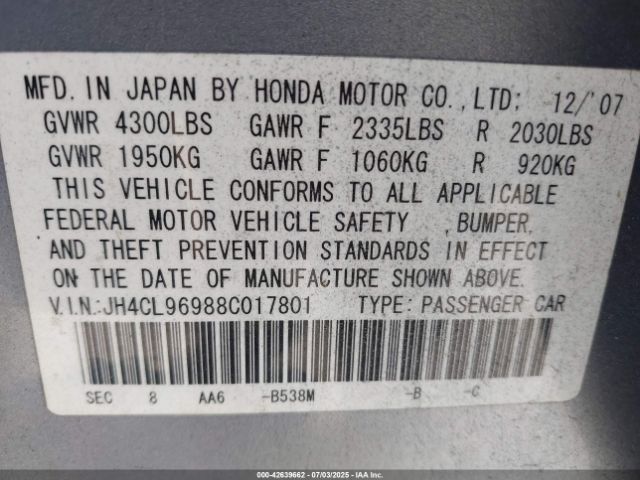 MFD. IN JAPAN BY HONDA MOTOR CO., LTD: 12/'07
GVWR 4300LBS GAWR F 2335LBS R 2030LBS
GVWR 1950KG GAWR F 1060KG R 920KG
THIS VEHICLE CONFORMS TO ALL APPLICABLE
FEDERAL MOTOR VEHICLE SAFETY , BUMPER,
AND THEFT PREVENTION STANDARDS IN EFFECT
ON THE DATE OF MANUFACTURE SHOWN ABOVE.
V.I.N:JH4CL96988C017801 TYPE: PASSENGER CAR
SEC 8 AA6 -B538M -B -C
000-42639662 07/03/2025 - IAAI.COM